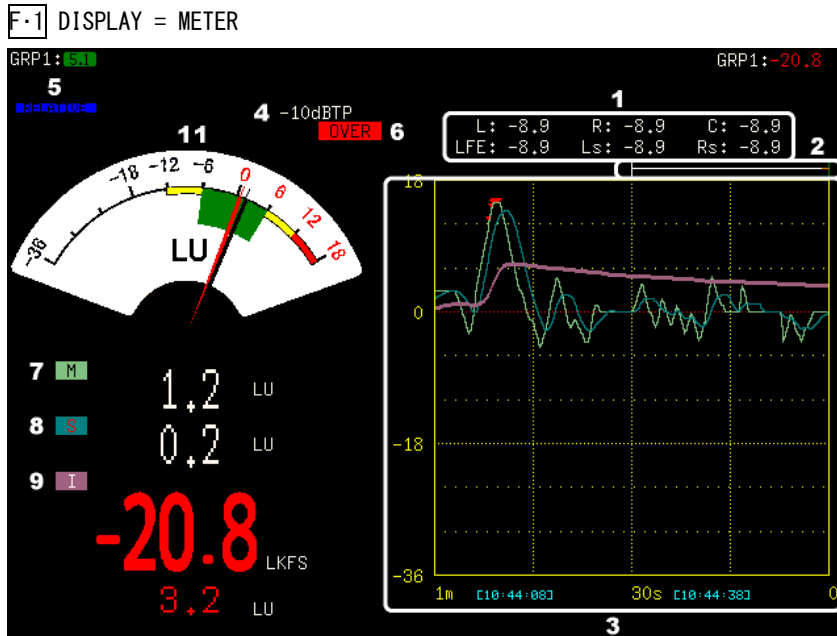 F・1 DISPLAY = METER
GRP1:5.1
GRP1:-20.8
5
RELATIVE
4 -10dBTP
OVER 6
1
L: -8.9 R: -8.9 C: -8.9
LFE: -8.9 Ls: -8.9 Rs: -8.9
2
11
-36 -18 -12 -6 0 6 12 18
LU
7 M 1.2 LU
8 S 0.2 LU
9 I
-20.8 LKFS
3.2 LU
18
0
-18
-36
1m [10:44:08] 30s [10:44:38] 0
3